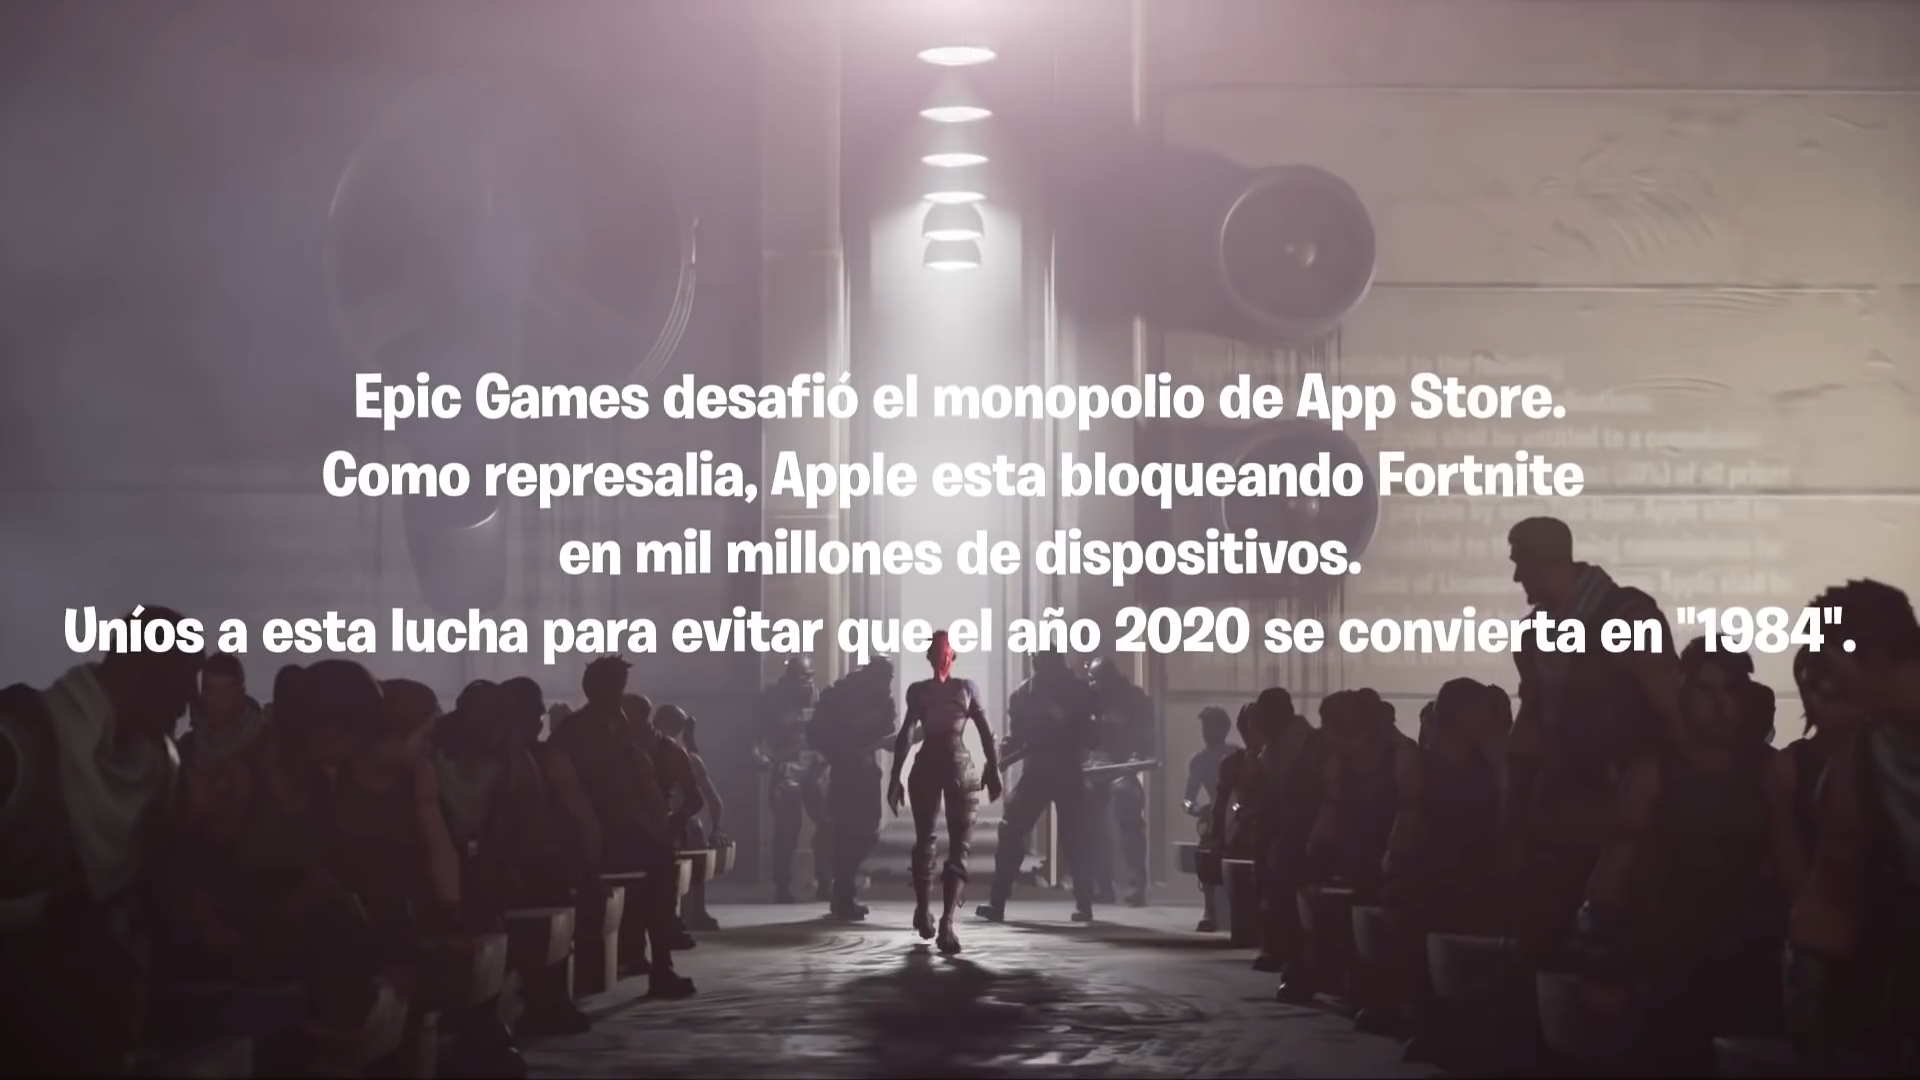 Epic Games desafió el monopolio de App Store.
Como represalia, Apple esta bloqueando Fortnite
en mil millones de dispositivos.
Uníos a esta lucha para evitar que el año 2020 se convierta en "1984".